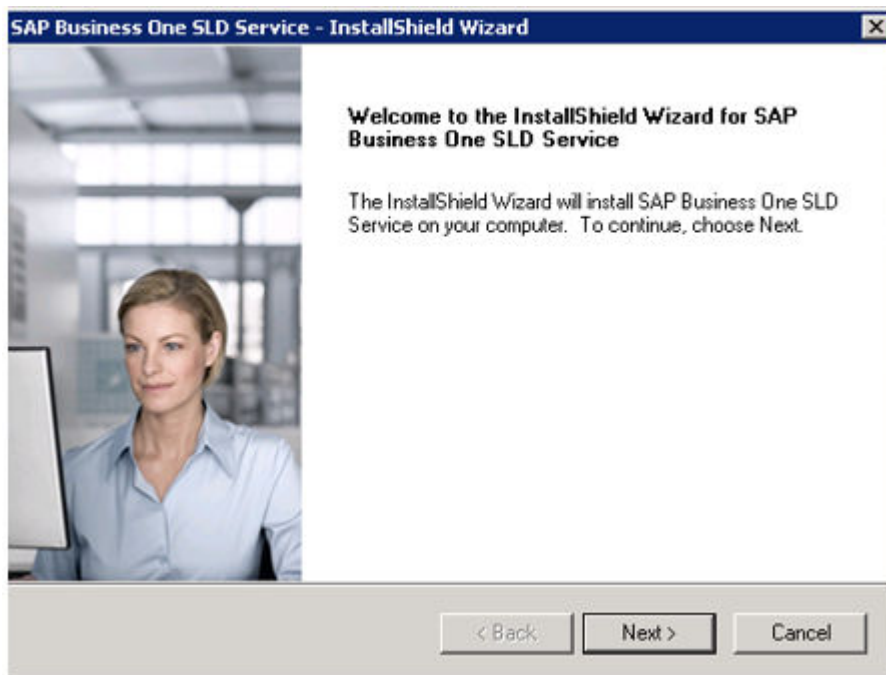 SAP Business One SLD Service - InstallShield Wizard
Welcome to the InstallShield Wizard for SAP
Business One SLD Service
The InstallShield Wizard will install SAP Business One SLD
Service on your computer. To continue, choose Next.
< Back
Next >
Cancel